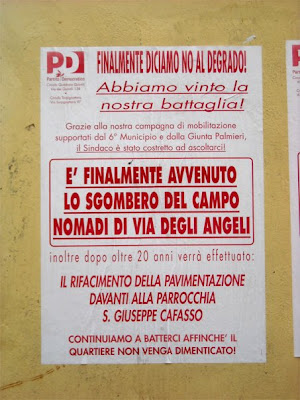 PD
Partito Democratico
FINALMENTE DICIAMO NO AL DEGRADO!
Abbiamo vinto la
nostra battaglia!
Grazie alla nostra campagna di mobilitazione
supportati dal 6° Municipio e dalla Giunta Palmieri,
il Sindaco è stato costretto ad ascoltarci!
E' FINALMENTE AVVENUTO
LO SGOMBERO DEL CAMPO
NOMADI DI VIA DEGLI ANGELI
inoltre dopo oltre 20 anni verrà effettuato:
IL RIFACIMENTO DELLA PAVIMENTAZIONE
DAVANTI ALLA PARROCCHIA
S. GIUSEPPE CAFASSO
CONTINUIAMO A BATTERCI AFFINCHE' IL
QUARTIERE NON VENGA DIMENTICATO!